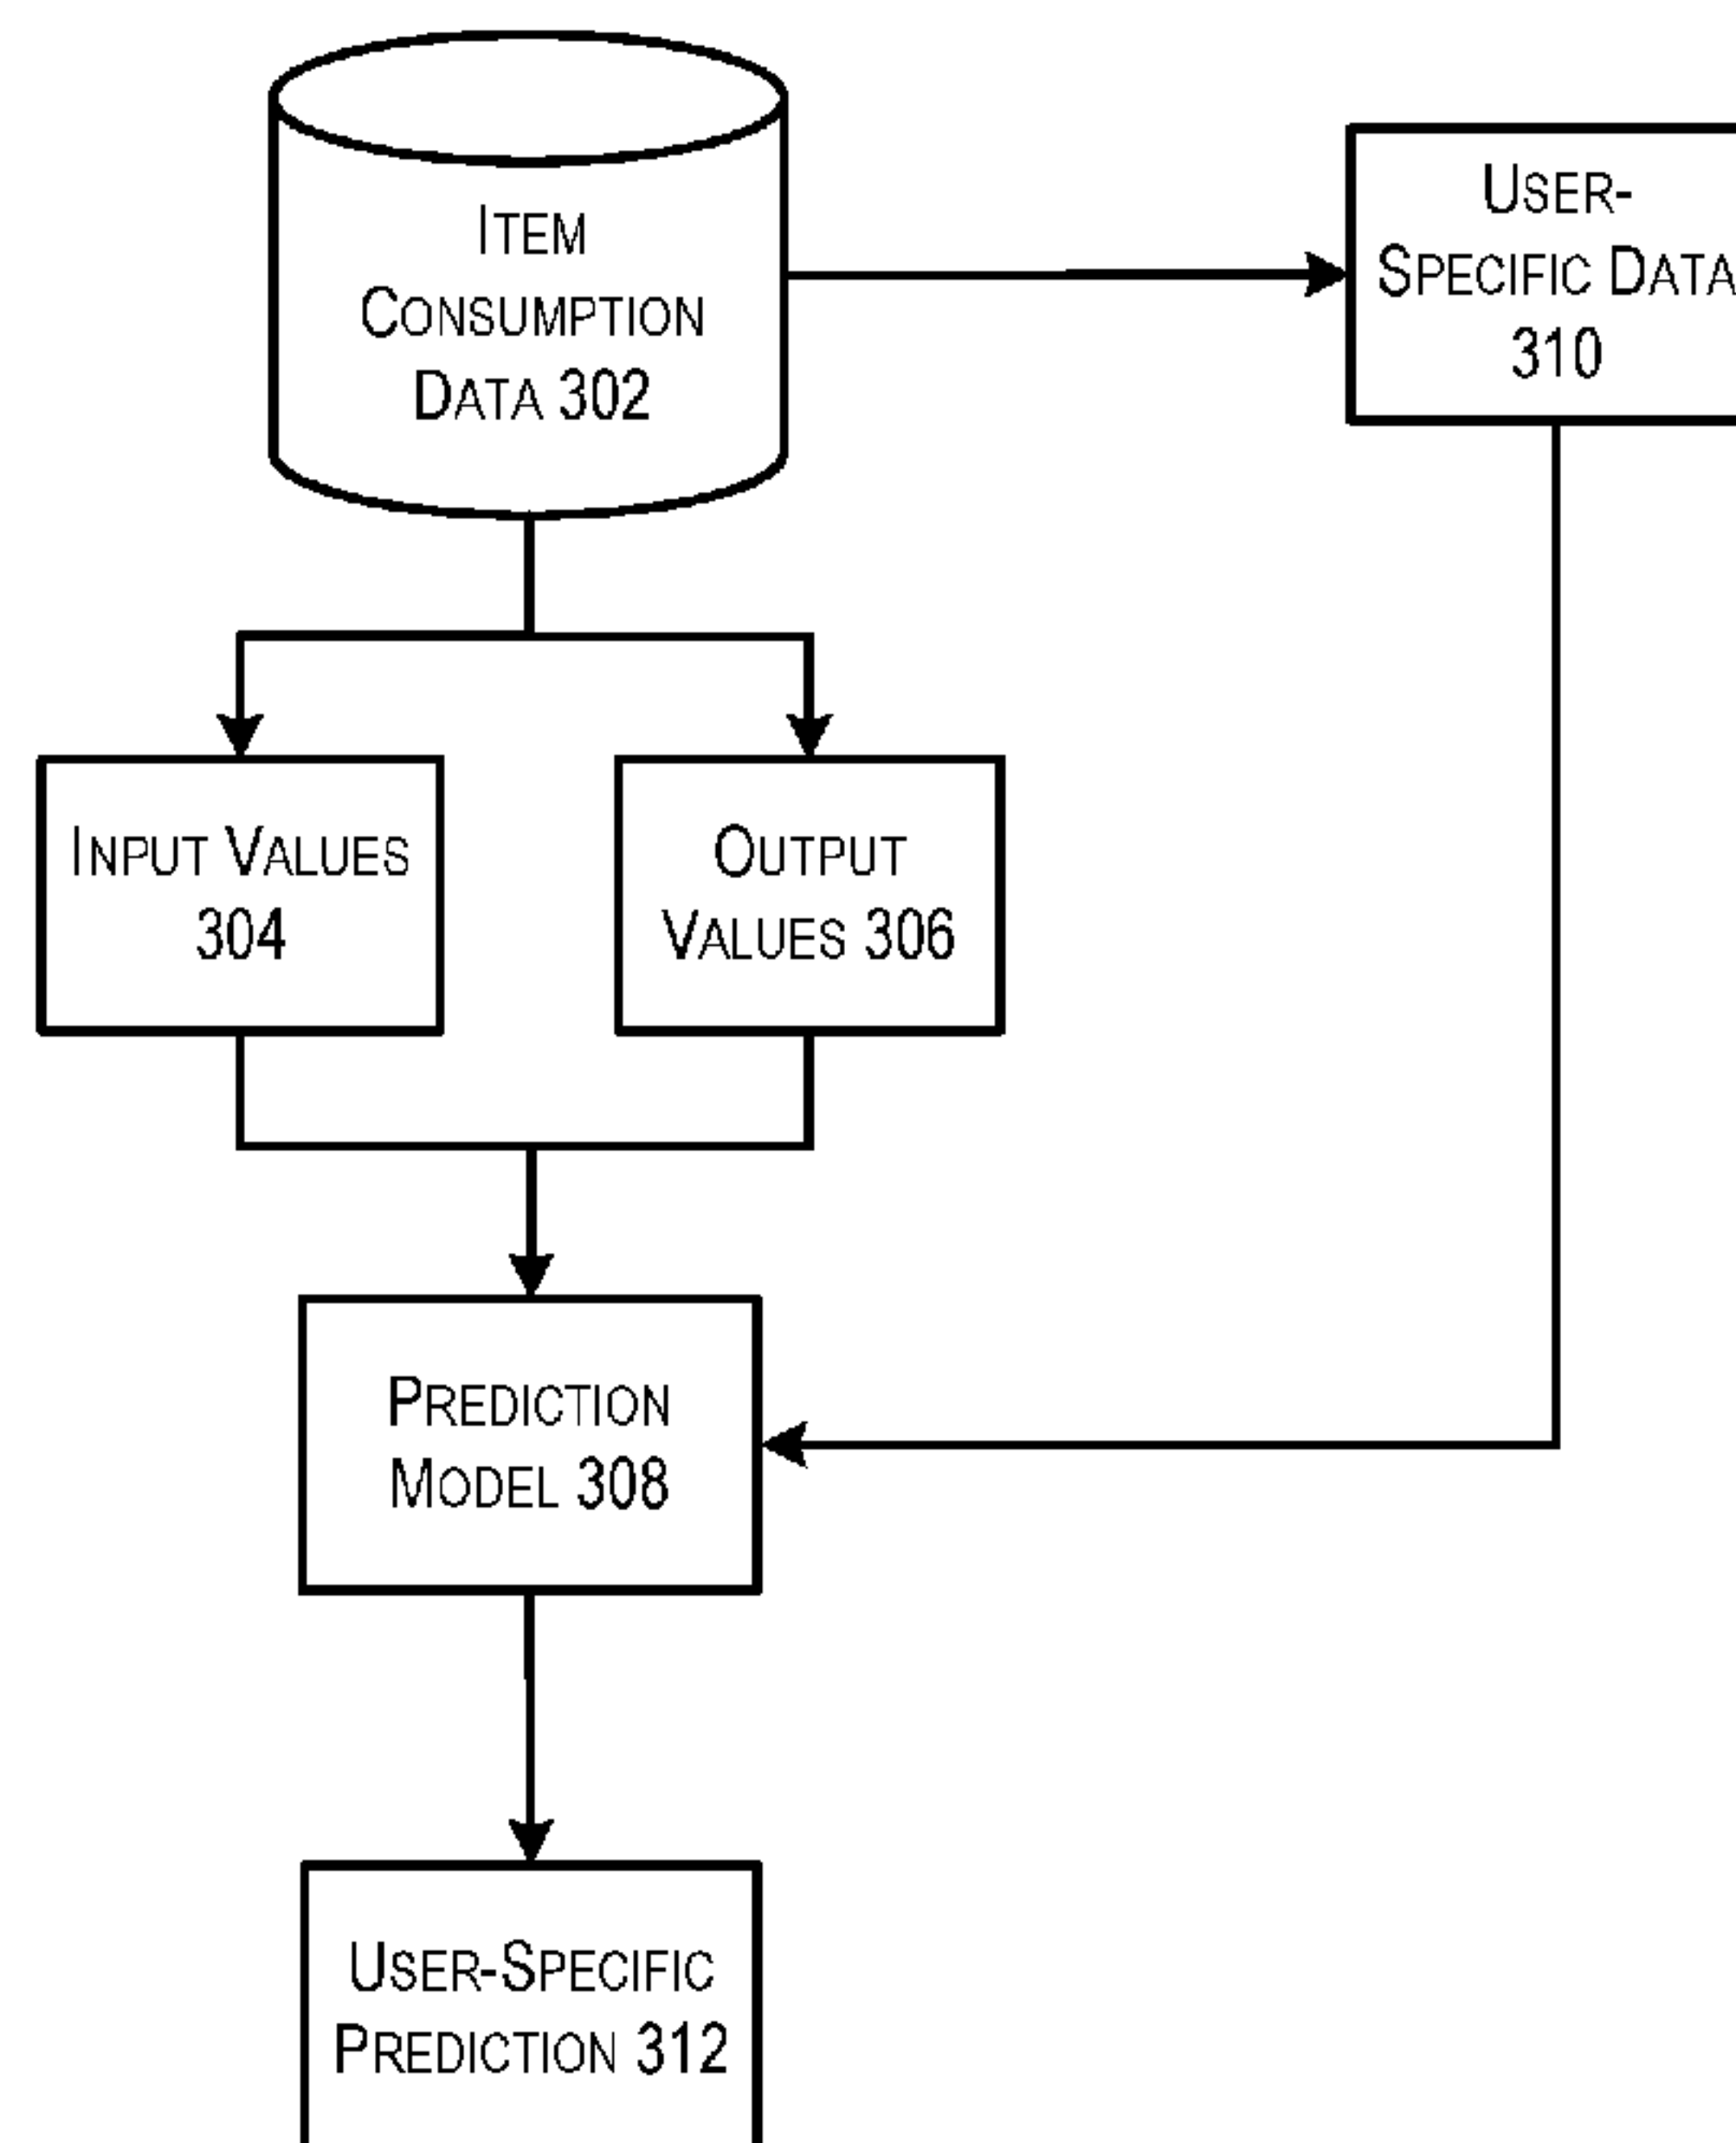 ITEM
CONSUMPTION
DATA 302
USER-
SPECIFIC DATA
310
INPUT VALUES
304
OUTPUT
VALUES 306
PREDICTION
MODEL 308
USER-SPECIFIC
PREDICTION 312